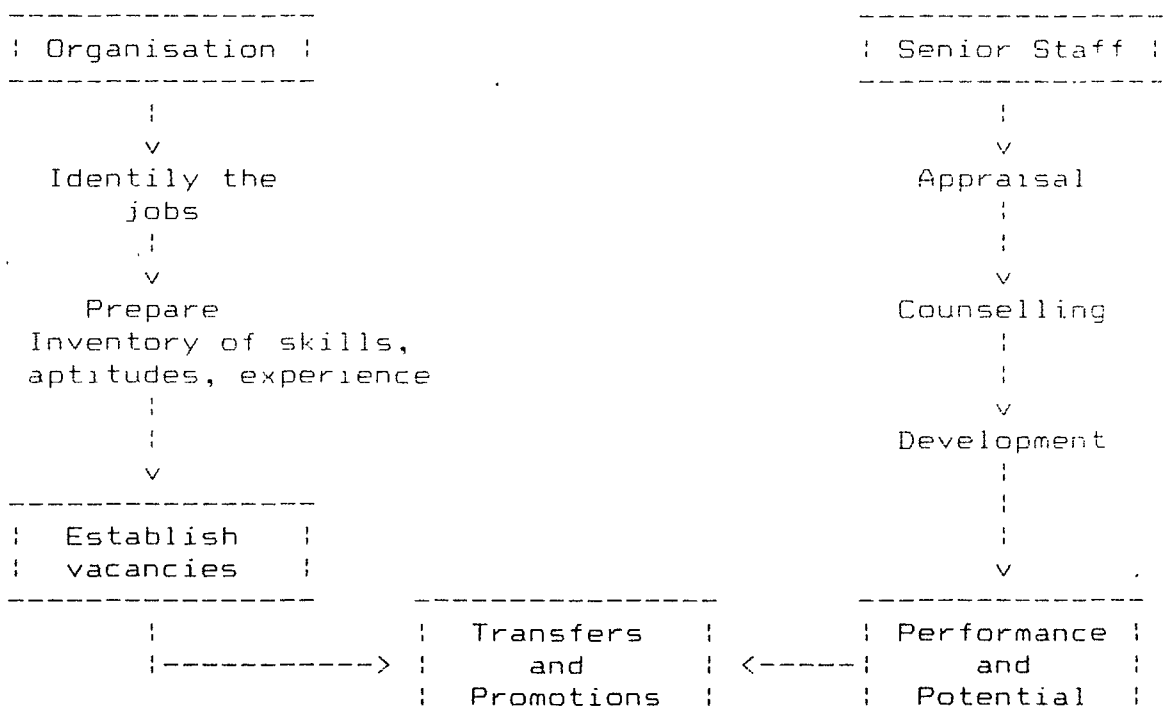 Organisation
Senior Staff
Identily the
jobs
Appraisal
Prepare
Inventory of skills,
aptitudes, experience
Counselling
Development
Establish
vacancies
Transfers
and
Promotions
Performance
and
Potential